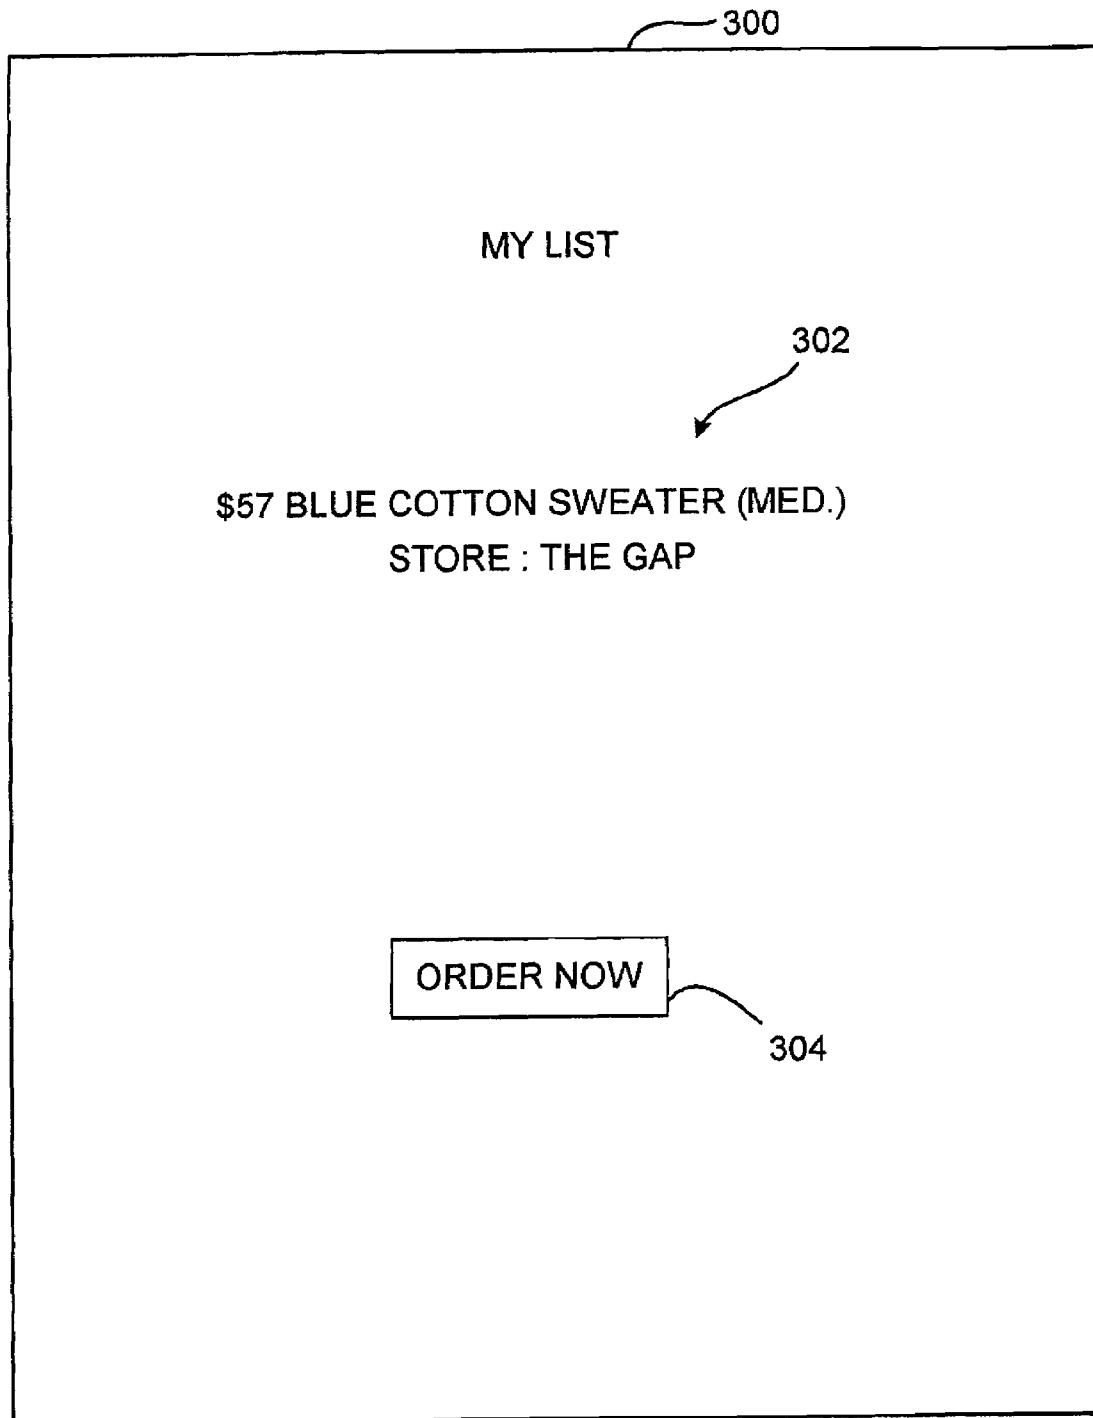 300
MY LIST
302
$57 BLUE COTTON SWEATER (MED.)
STORE : THE GAP
ORDER NOW
304